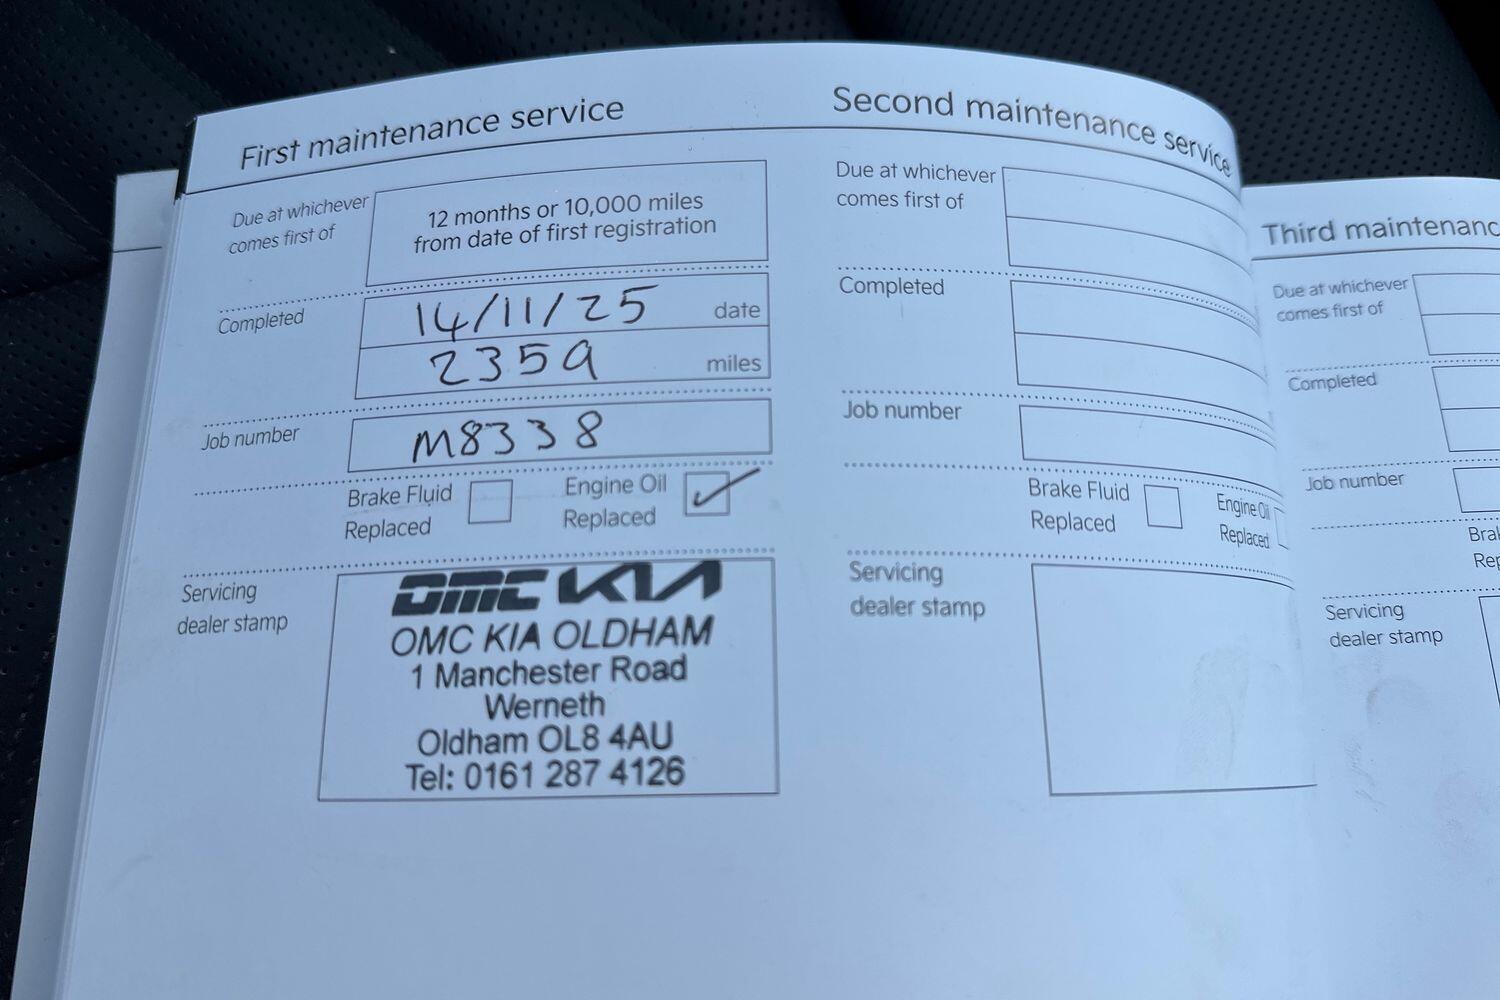 First maintenance service
Due at whichever
comes first of
12 months or 10,000 miles
from date of first registration
Completed
14/11/25 date
2359 miles
Job number
M8338
Brake Fluid
Replaced
Engine Oil
Replaced
Servicing
dealer stamp
OMC KIA
OMC KIA OLDHAM
1 Manchester Road
Werneth
Oldham OL8 4AU
Tel: 0161 287 4126
Second maintenance service
Due at whichever
comes first of
Completed
Job number
Brake Fluid
Replaced
Engine Oil
Replaced
Servicing
dealer stamp
Third maintenanc
Due at whichever
comes first of
Completed
Job number
Servicing
dealer stamp